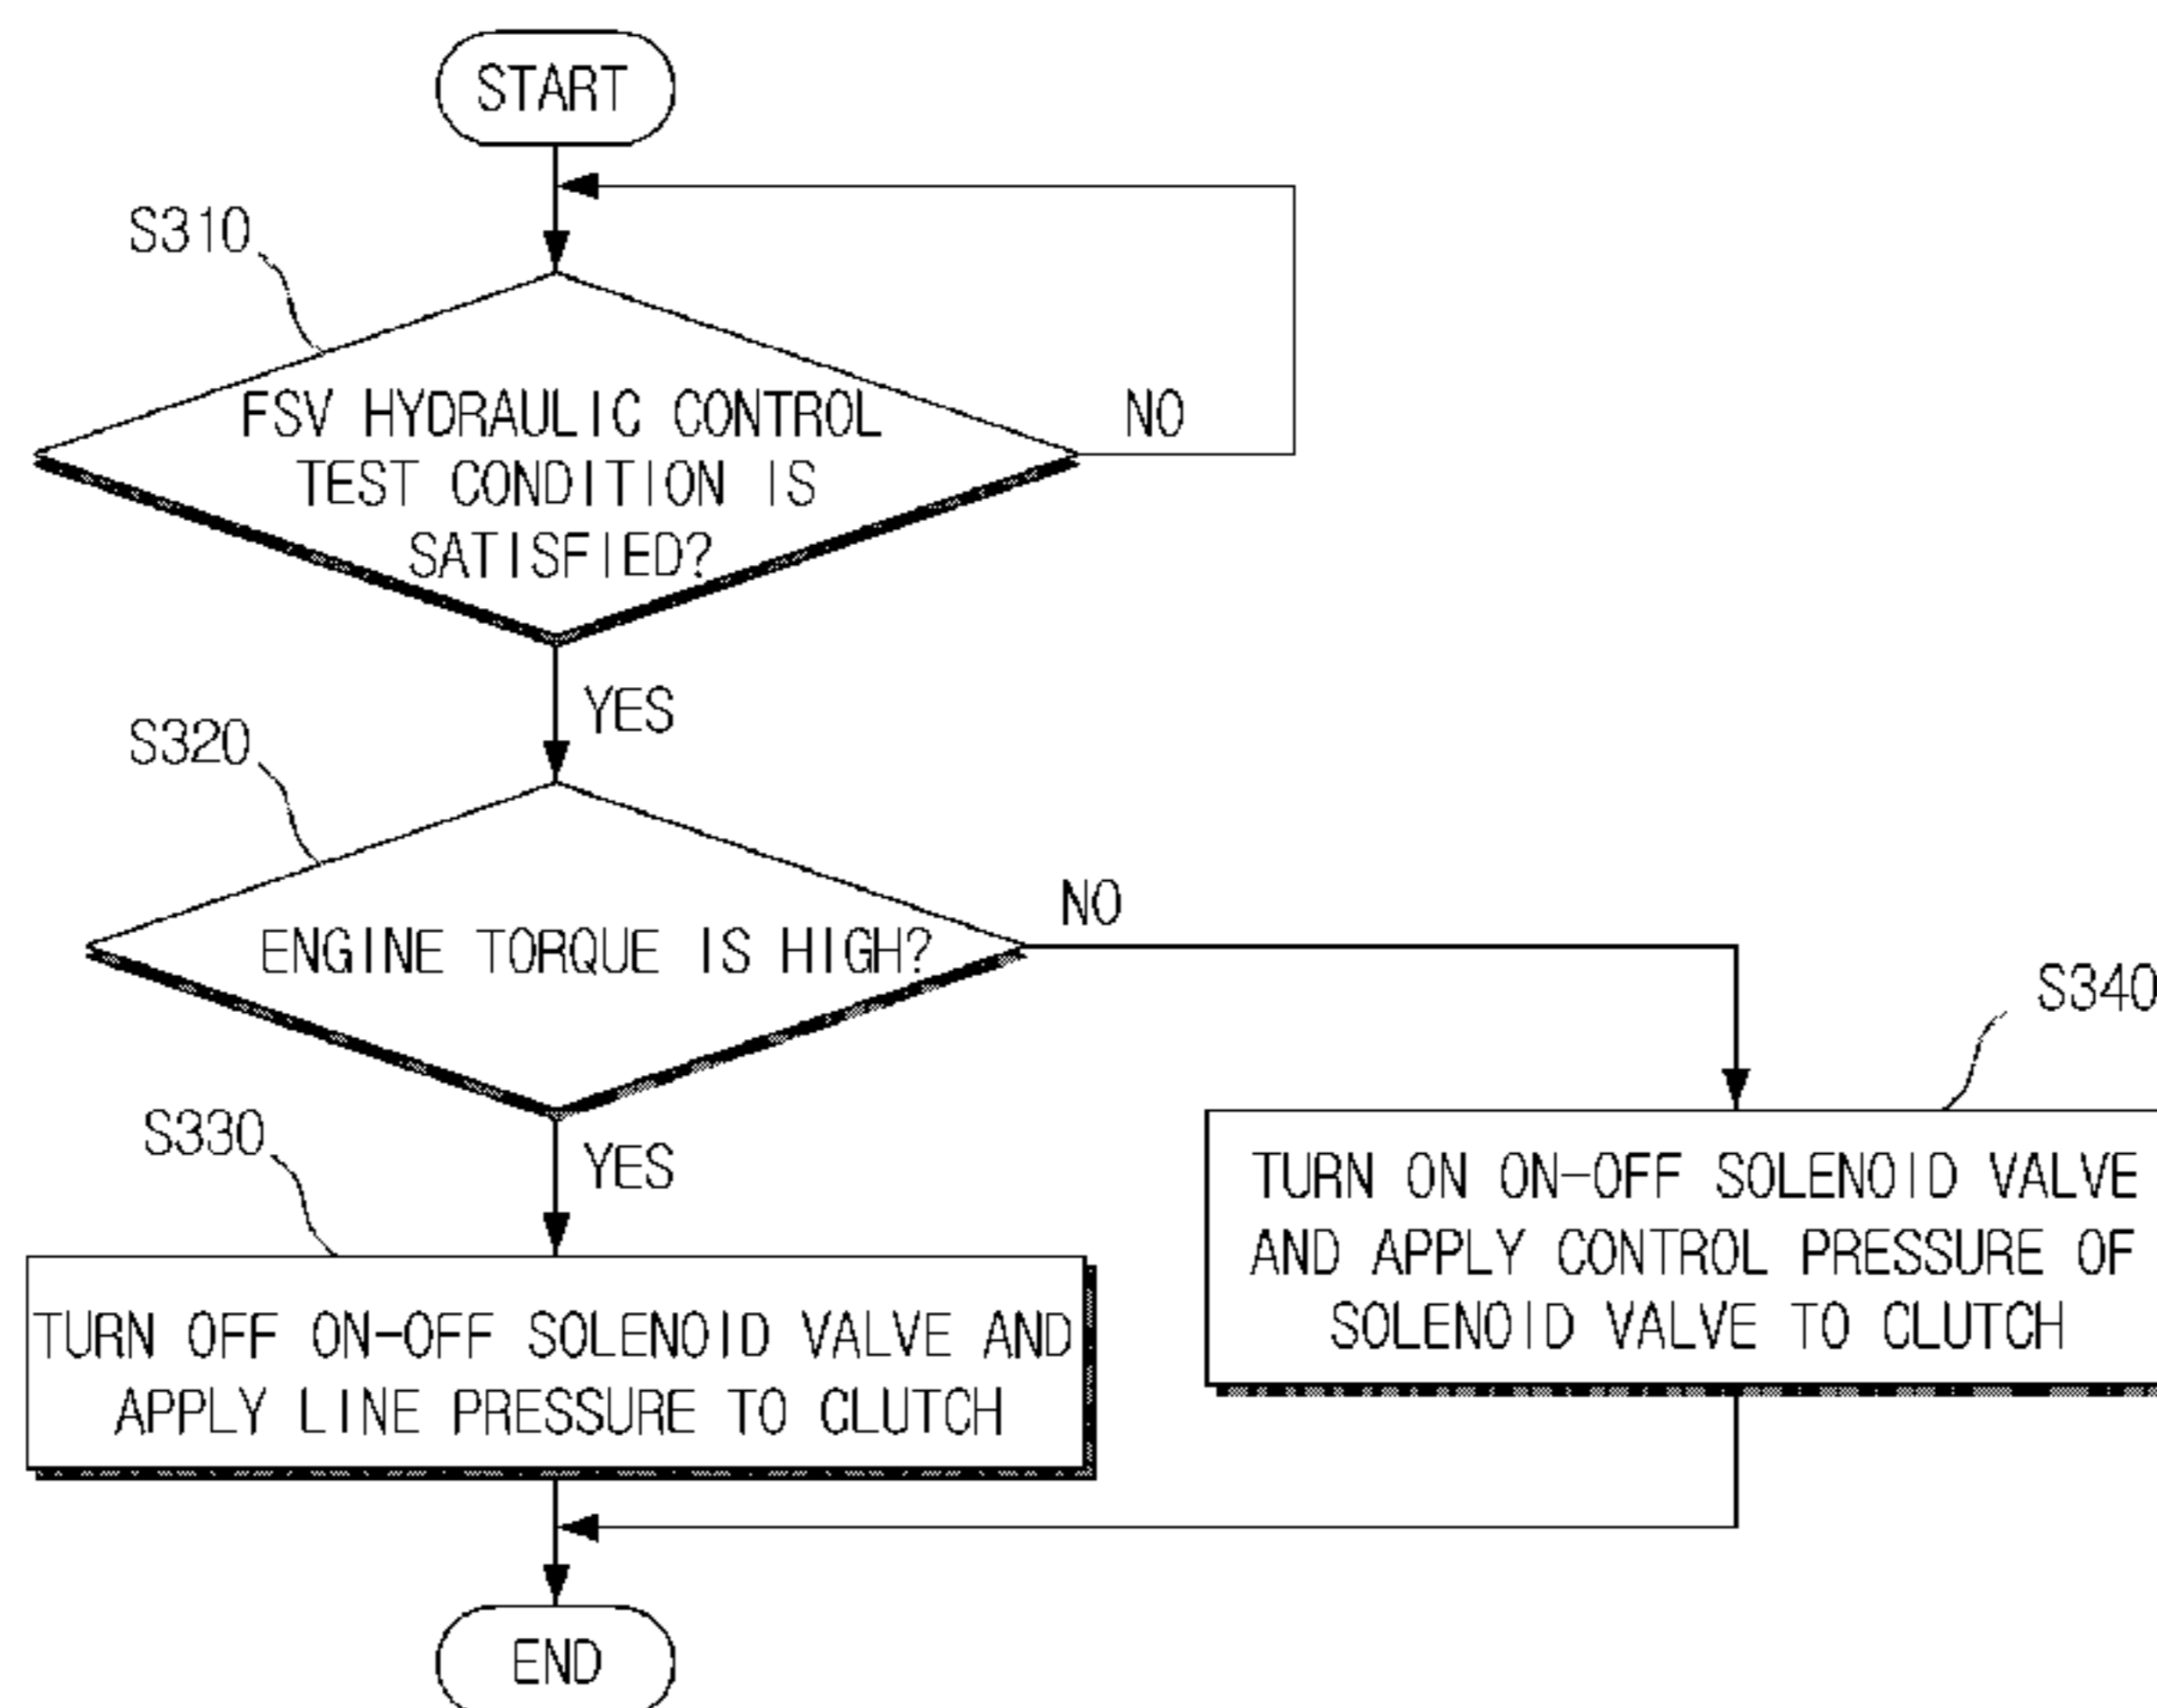 START
S310
FSV HYDRAULIC CONTROL
TEST CONDITION IS
SATISFIED?
NO
YES
S320
ENGINE TORQUE IS HIGH?
NO
S340
S330
YES
TURN ON ON-OFF SOLENOID VALVE
AND APPLY CONTROL PRESSURE OF
SOLENOID VALVE TO CLUTCH
TURN OFF ON-OFF SOLENOID VALVE AND
APPLY LINE PRESSURE TO CLUTCH
END